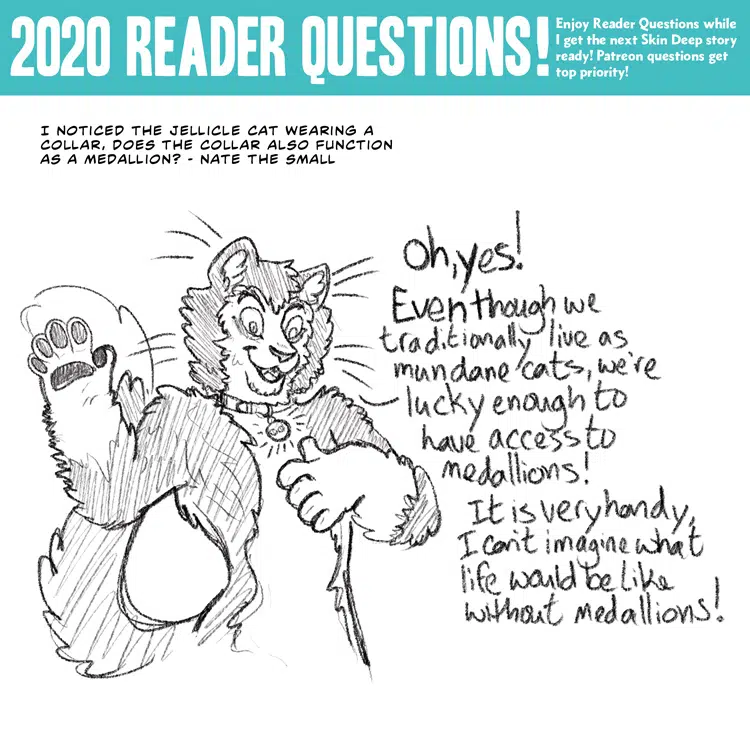 2020 READER QUESTIONS!
Enjoy Reader Questions while
I get the next Skin Deep story
ready! Patreon questions get
top priority!
I NOTICED THE JELLICLE CAT WEARING A
COLLAR, DOES THE COLLAR ALSO FUNCTION
AS A MEDALLION? - NATE THE SMALL
Oh, yes!
Even though we
traditionally live as
mundane cats, we're
lucky enough to
have access to
medallions!
It is very handy,
I can't imagine what
life would be like
without medallions!